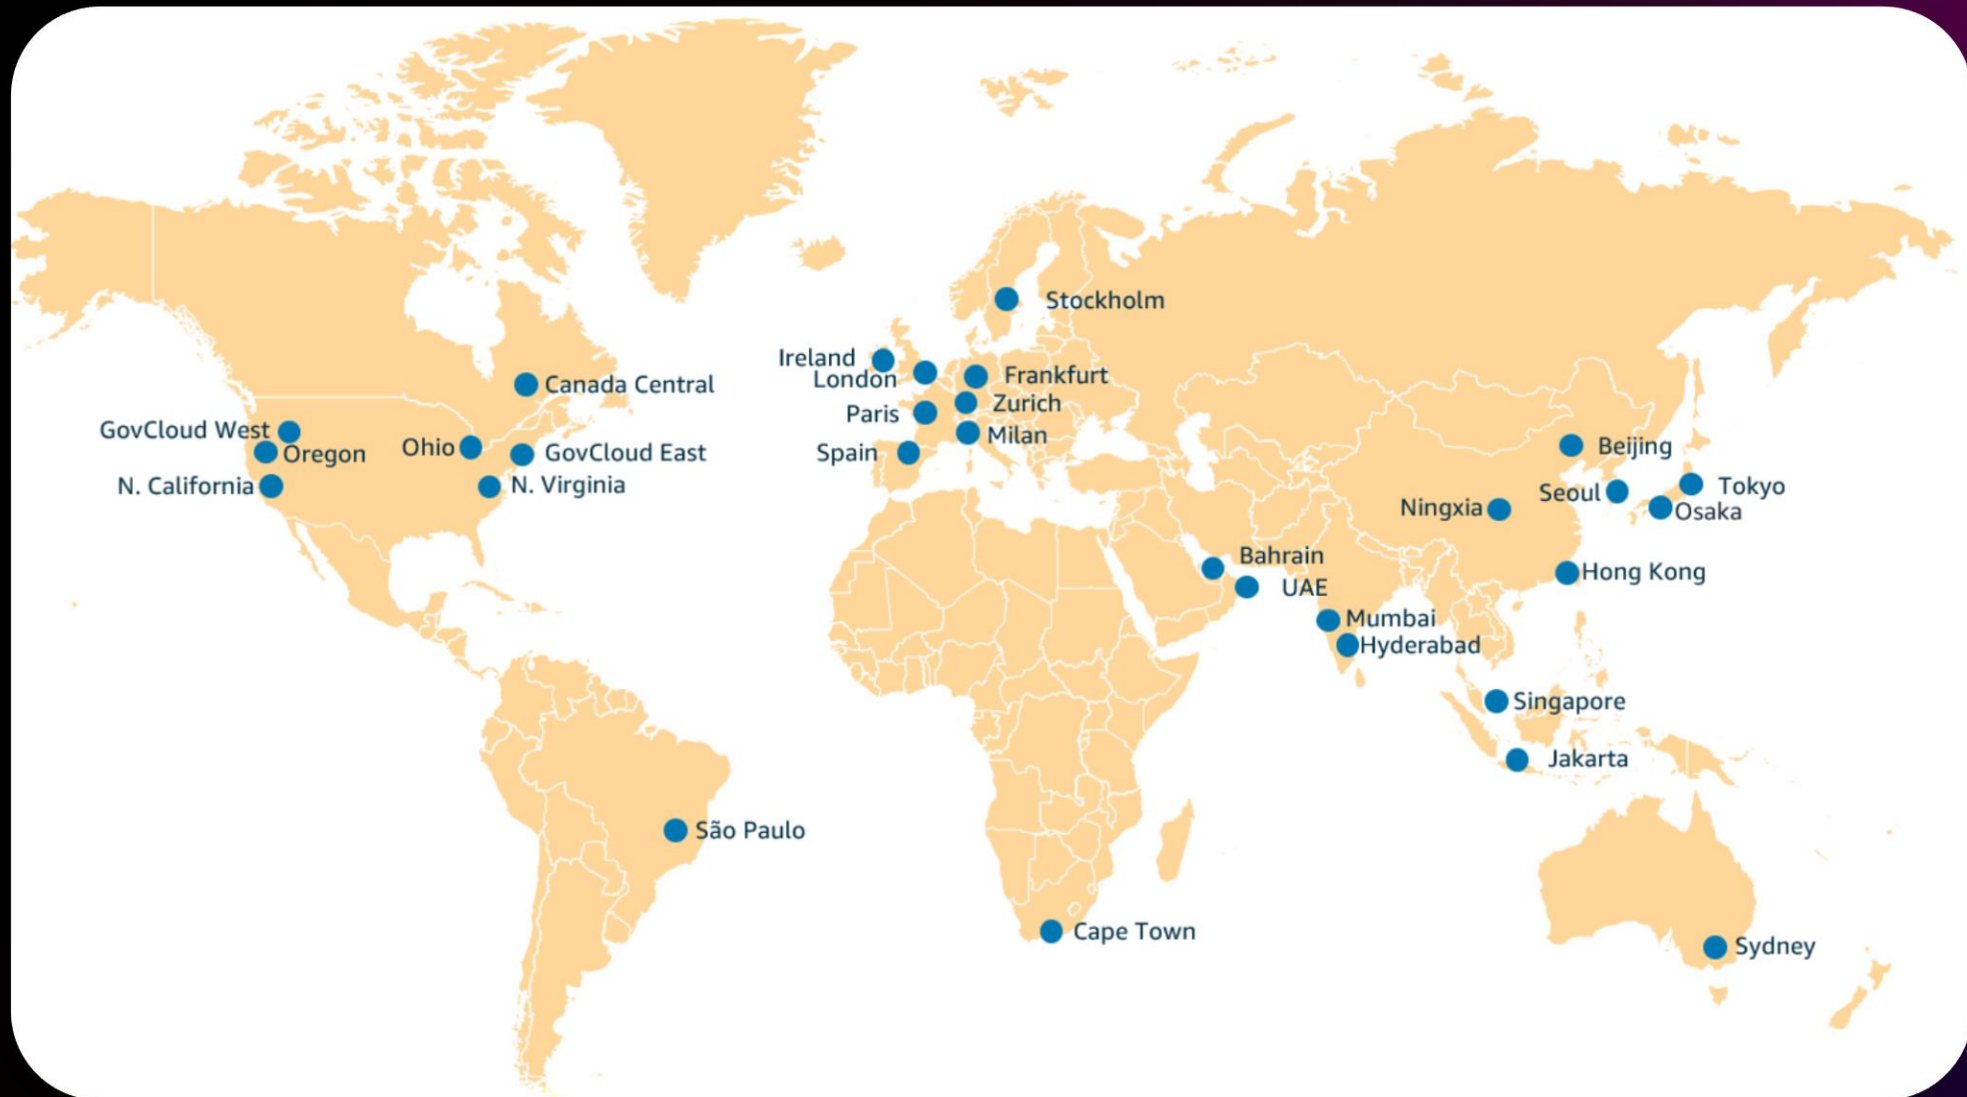 Stockholm
Ireland
London
Frankfurt
Zurich
Paris
Milan
Spain
Canada Central
GovCloud West
Oregon
Ohio
GovCloud East
N. California
N. Virginia
Beijing
Seoul
Tokyo
Ningxia
Osaka
Bahrain
UAE
Hong Kong
Mumbai
Hyderabad
Singapore
Jakarta
São Paulo
Cape Town
Sydney